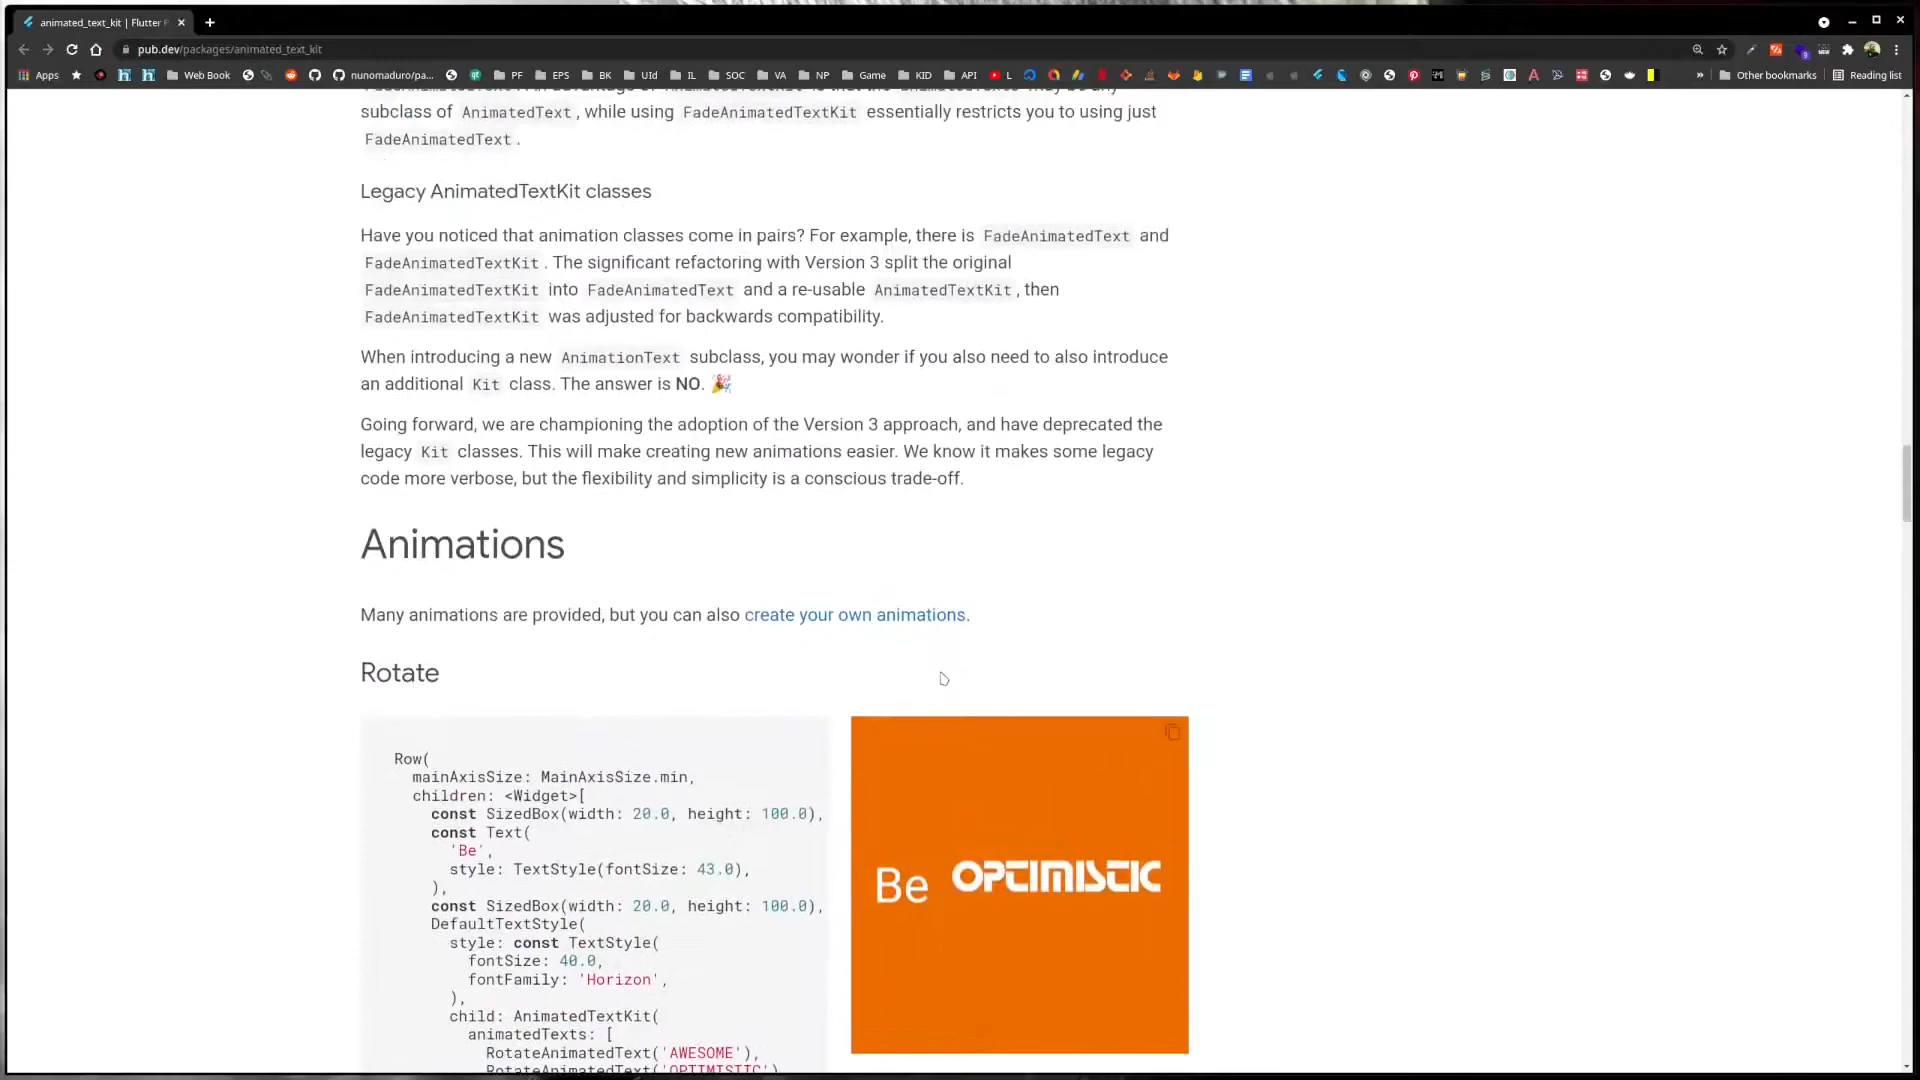 animated_text_kit | Flutter P
pub.dev/packages/animated_text_kit
Apps Web Book nunomaduro/pa... PF EPS BK UId IL SOC VA NP Game KID API L Other bookmarks Reading list
subclass of AnimatedText, while using FadeAnimatedTextKit essentially restricts you to using just
FadeAnimatedText.
Legacy AnimatedTextKit classes
Have you noticed that animation classes come in pairs? For example, there is FadeAnimatedText and
FadeAnimatedTextKit. The significant refactoring with Version 3 split the original
FadeAnimatedTextKit into FadeAnimatedText and a re-usable AnimatedTextKit, then
FadeAnimatedTextKit was adjusted for backwards compatibility.
When introducing a new AnimationText subclass, you may wonder if you also need to also introduce
an additional Kit class. The answer is NO. 🎉
Going forward, we are championing the adoption of the Version 3 approach, and have deprecated the
legacy Kit classes. This will make creating new animations easier. We know it makes some legacy
code more verbose, but the flexibility and simplicity is a conscious trade-off.
Animations
Many animations are provided, but you can also create your own animations.
Rotate
Row(
mainAxisSize: MainAxisSize.min,
children: <Widget>[
const SizedBox(width: 20.0, height: 100.0),
const Text(
'Be',
style: TextStyle(fontSize: 43.0),
),
const SizedBox(width: 20.0, height: 100.0),
DefaultTextStyle(
style: const TextStyle(
fontSize: 40.0,
fontFamily: 'Horizon',
),
child: AnimatedTextKit(
animatedTexts: [
RotateAnimatedText('AWESOME'),
RotateAnimatedText('OPTIMISTIC')
Be OPTIMISTIC